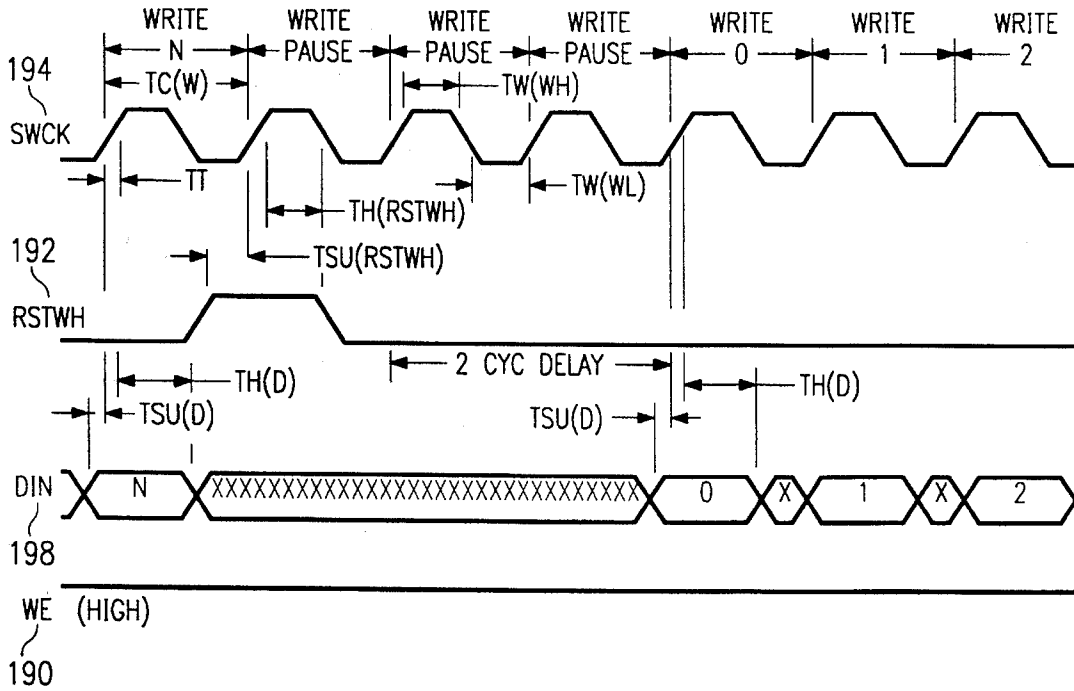 WRITE N
WRITE PAUSE
WRITE PAUSE
WRITE PAUSE
WRITE 0
WRITE 1
WRITE 2
194
TC(W)
TW(WH)
SWCK
TT
TW(WL)
TH(RSTWH)
192
TSU(RSTWH)
RSTWH
2 CYC DELAY
TH(D)
TH(D)
TSU(D)
TSU(D)
DIN
N
XXXXXXXXXXXXXXXXXXXXXXXXXXXXXX
0
X
1
X
2
198
WE (HIGH)
190